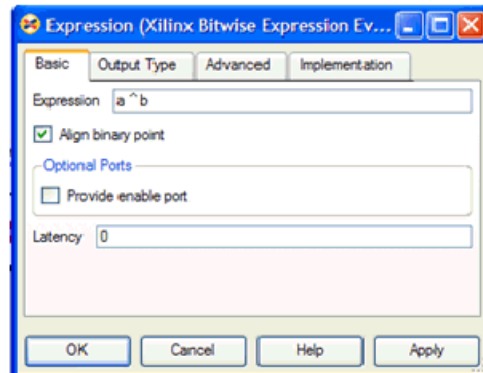 Expression (Xilinx Bitwise Expression Ev...
Basic Output Type Advanced Implementation
Expression a ^ b
Align binary point
Optional Ports
Provide enable port
Latency 0
OK Cancel Help Apply